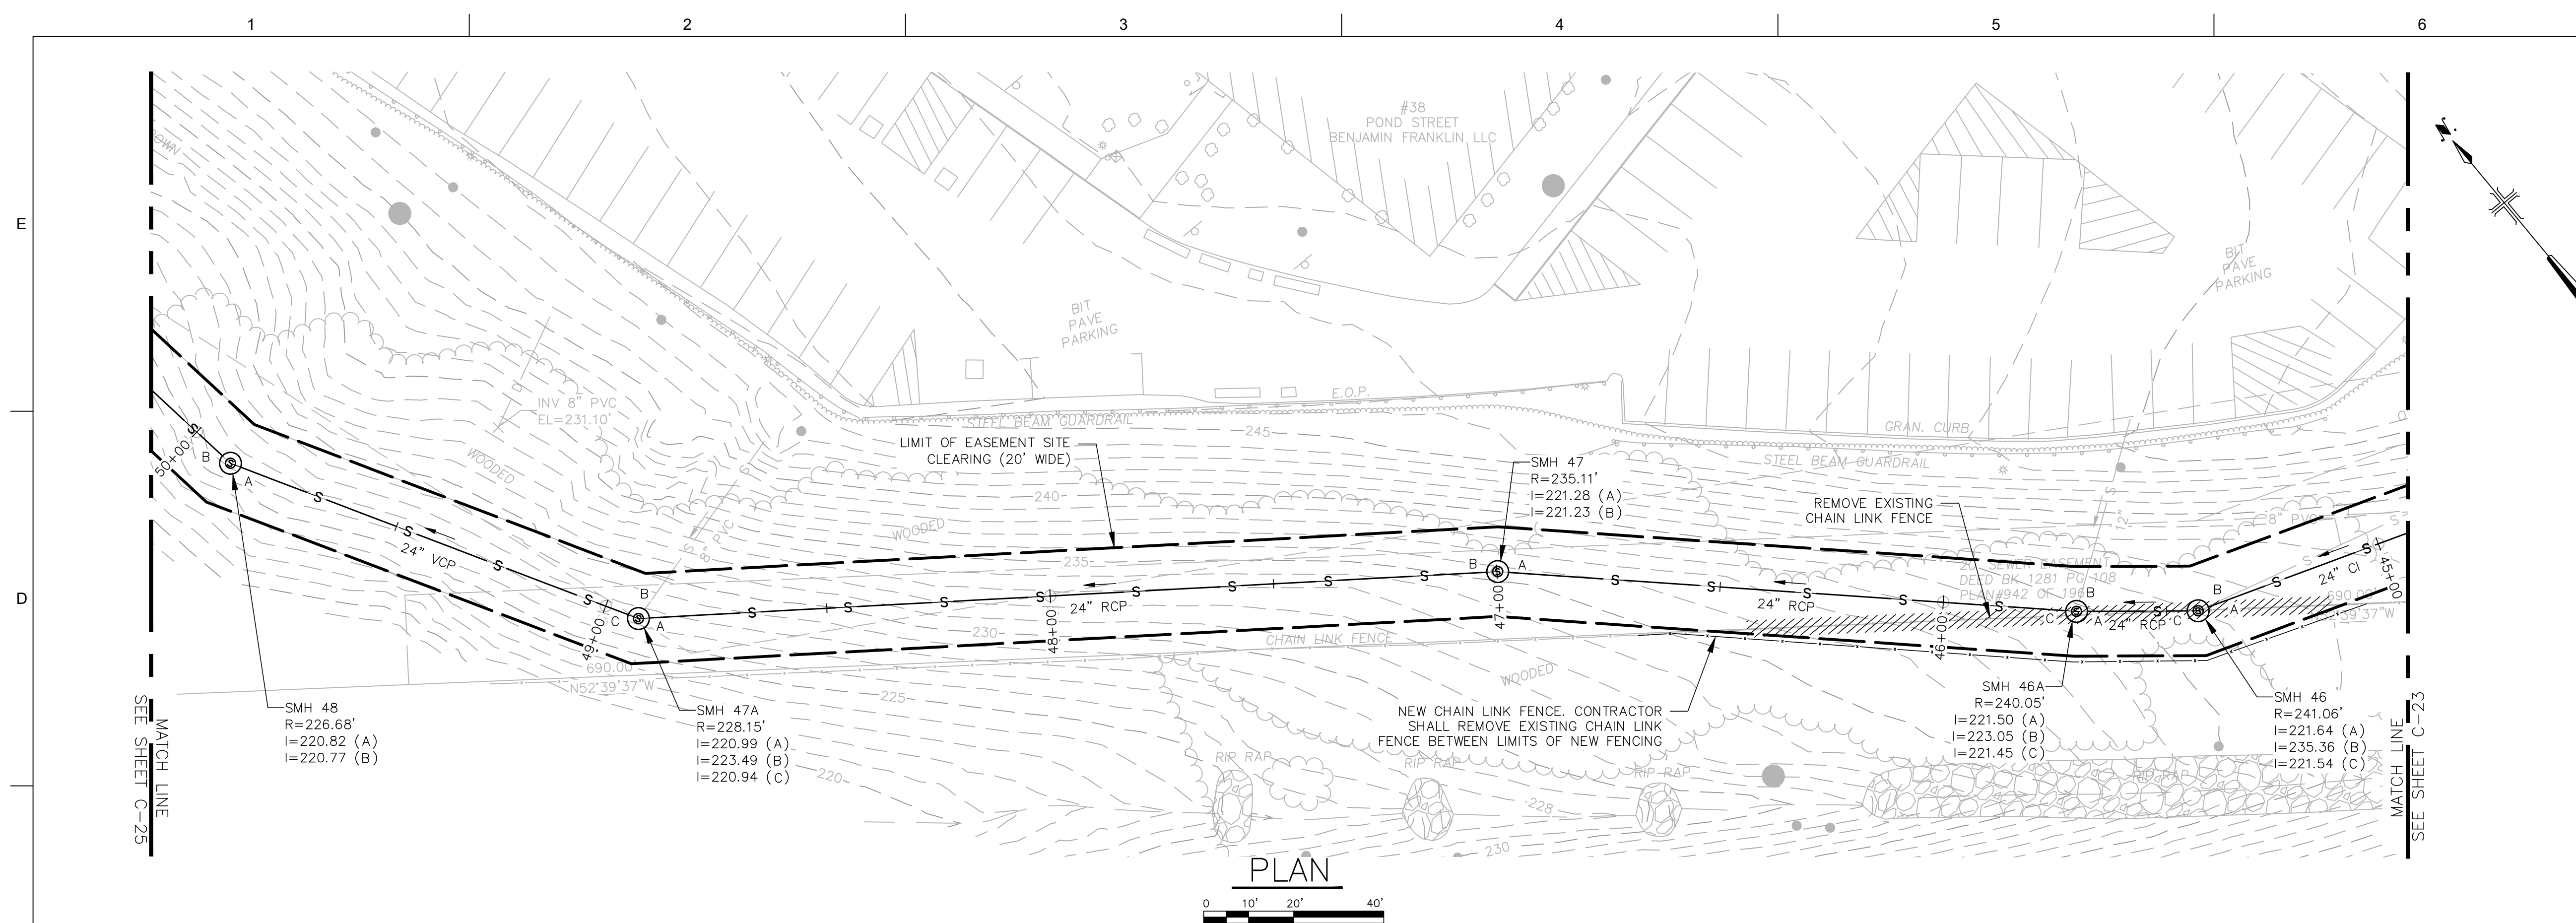 1
2
3
4
5
6
E
D
#38
POND STREET
BENJAMIN FRANKLIN LLC
N
BIT
PAVE
PARKING
BIT
PAVE
PARKING
INV 8" PVC
EL=231.10'
STEEL BEAM GUARDRAIL
E.O.P.
GRAN. CURB
STEEL BEAM GUARDRAIL
LIMIT OF EASEMENT SITE
CLEARING (20' WIDE)
245
240
235
230
225
220
228
230
WOODED
WOODED
WOODED
SMH 47
R=235.11'
I=221.28 (A)
I=221.23 (B)
REMOVE EXISTING
CHAIN LINK FENCE
20' SEWER EASEMENT
DEED BK 1281 PG 108
12" S
8" PVC
8" PVC
50+00
49+00
48+00
47+00
46+00
45+00
B
A
B
C
A
B
A
B
C
A
B
C
A
S
24" VCP
24" RCP
24" RCP
24" RCP
24" CI
690.00'
N52°39'37"W
690.00'
N52°39'37"W
CHAIN LINK FENCE
NEW CHAIN LINK FENCE. CONTRACTOR
SHALL REMOVE EXISTING CHAIN LINK
FENCE BETWEEN LIMITS OF NEW FENCING
SMH 48
R=226.68'
I=220.82 (A)
I=220.77 (B)
SMH 47A
R=228.15'
I=220.99 (A)
I=223.49 (B)
I=220.94 (C)
SMH 46A
R=240.05'
I=221.50 (A)
I=223.05 (B)
I=221.45 (C)
SMH 46
R=241.06'
I=221.64 (A)
I=235.36 (B)
I=221.54 (C)
RIP RAP
RIP RAP
RIP RAP
RIP RAP
MATCH LINE
SEE SHEET C-25
MATCH LINE
SEE SHEET C-23
PLAN
0 10' 20' 40'